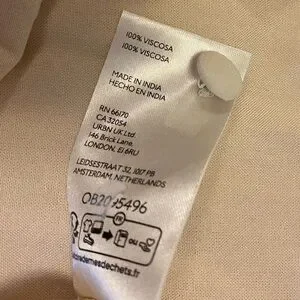 100% VISCOSA
100% VISCOSA
MADE IN INDIA
HECHO EN INDIA
RN 66170
CA 32054
URBN UK Ltd
146 Brick Lane,
LONDON, E1 6RU
LEIDSESTRAAT 32, 1017 PB
AMSTERDAM, NETHERLANDS
FR
OU